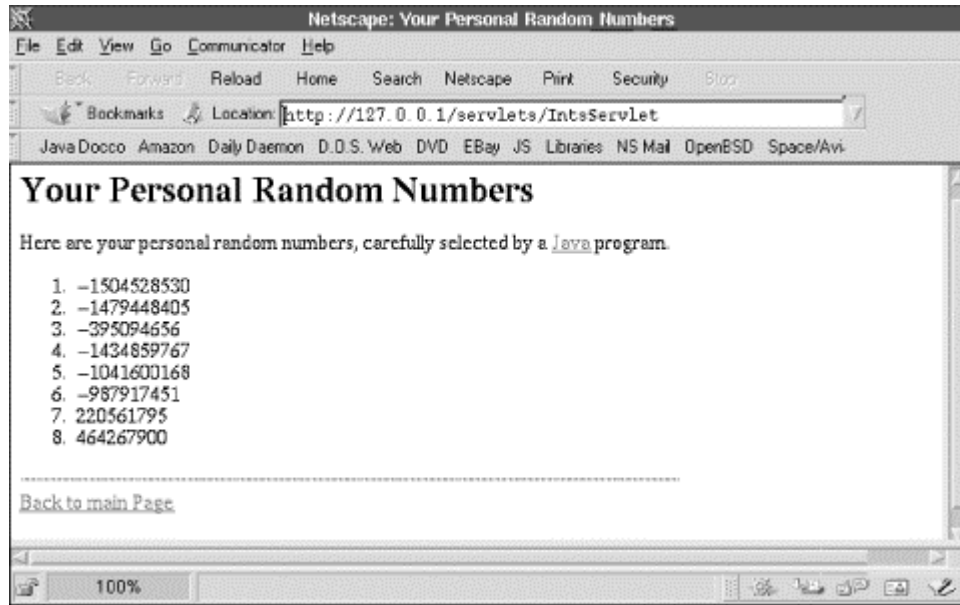 Netscape: Your Personal Random Numbers
File Edit View Go Communicator Help
Back Forward Reload Home Search Netscape Print Security Stop
Bookmarks Location: http://127.0.0.1/servlets/IntsServlet
Java Docco Amazon Daily Daemon D.D.S. Web DVD EBay JS Libraries NS Mail OpenBSD Space/Avi
Your Personal Random Numbers
Here are your personal random numbers, carefully selected by a Java program.
1. -1504528530
2. -1479448405
3. -395094656
4. -1434859767
5. -1041600168
6. -987917451
7. 220561795
8. 464267900
Back to main Page
100%